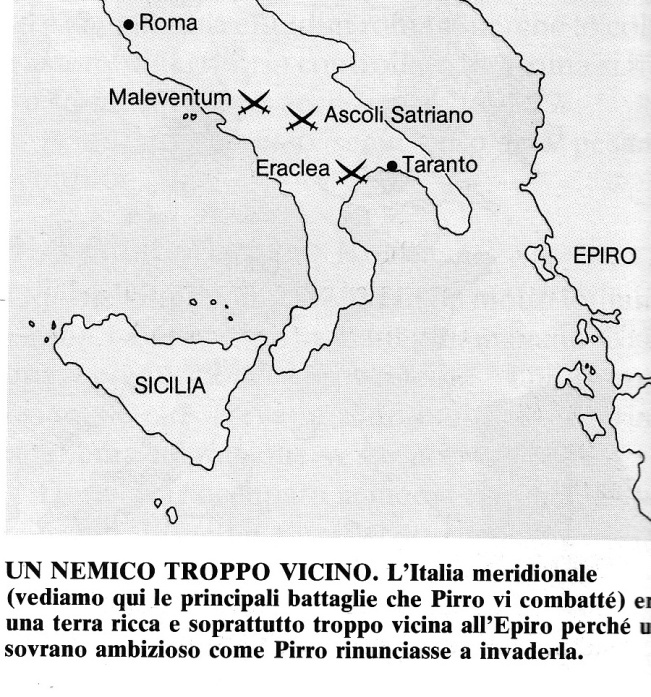 Roma
Maleventum
Ascoli Satriano
Eraclea
Taranto
EPIRO
SICILIA
UN NEMICO TROPPO VICINO. L'Italia meridionale
(vediamo qui le principali battaglie che Pirro vi combatté)
una terra ricca e soprattutto troppo vicina all'Epiro perché
sovrano ambizioso come Pirro rinunciasse a invaderla.